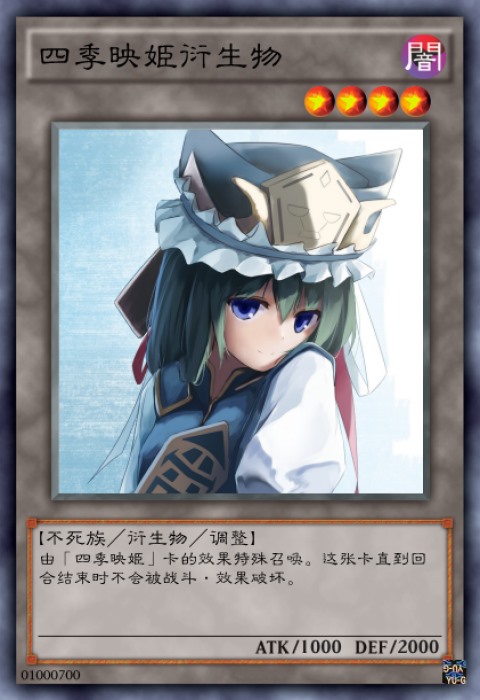 四季映姬衍生物
闇
[不死族／衍生物／调整]
由「四季映姬」卡的效果特殊召唤。这张卡直到回
合结束时不会被战斗·效果破坏。
ATK/1000 DEF/2000
01000700